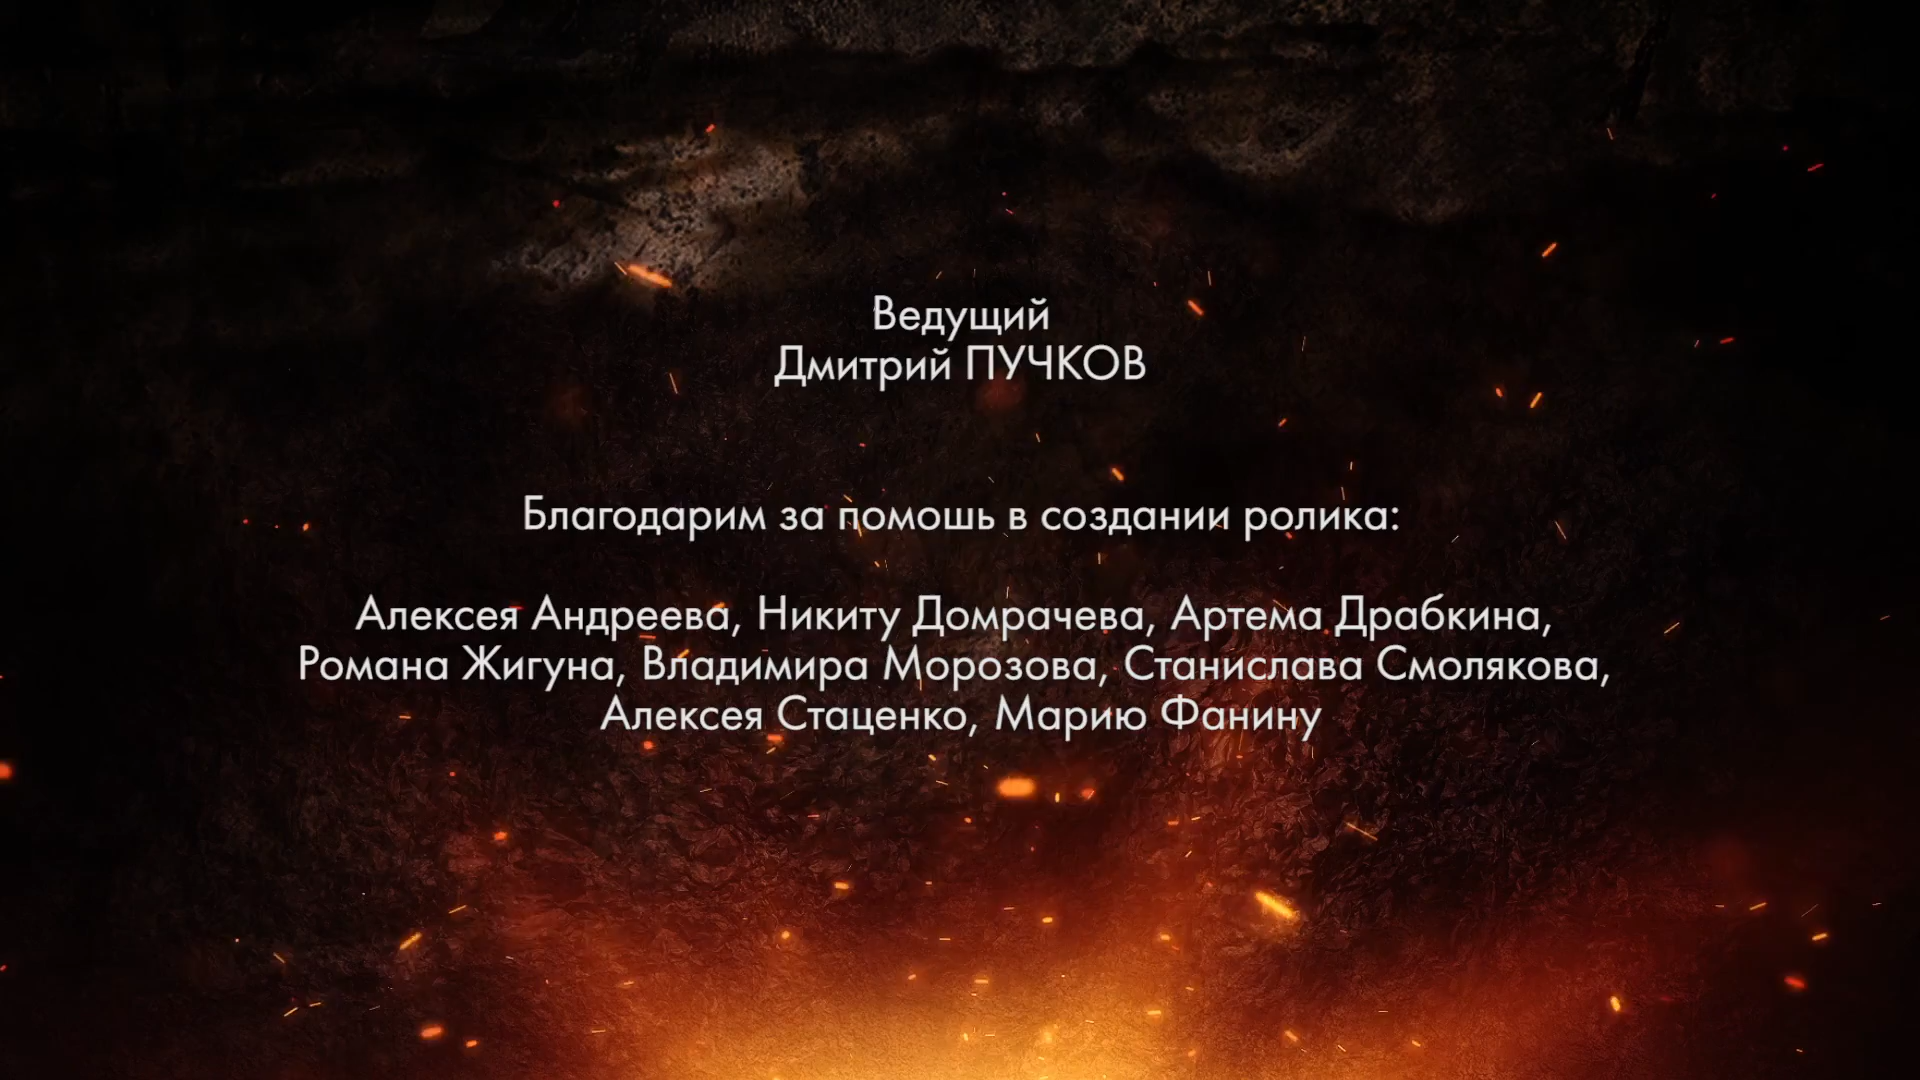 Ведущий
Дмитрий ПУЧКОВ
Благодарим за помошь в создании ролика:
Алексея Андреева, Никиту Домрачева, Артема Драбкина,
Романа Жигуна, Владимира Морозова, Станислава Смолякова,
Алексея Стаценко, Марию Фанину